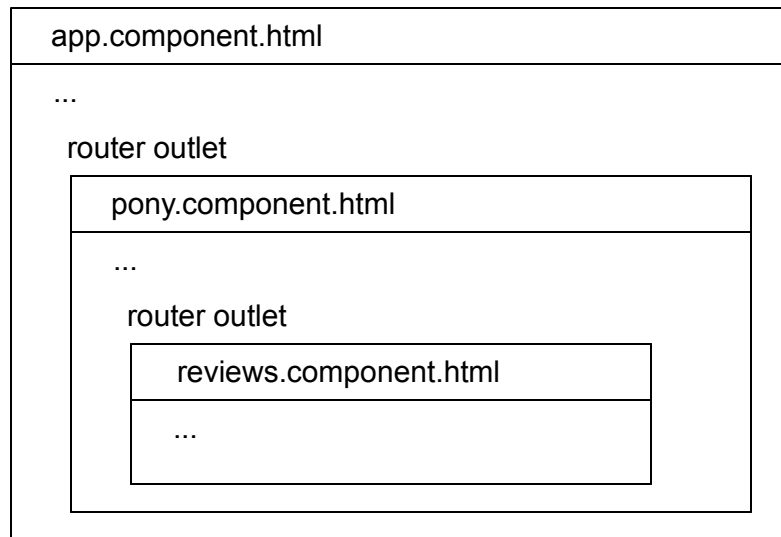 app.component.html
...
router outlet
pony.component.html
...
router outlet
reviews.component.html
...